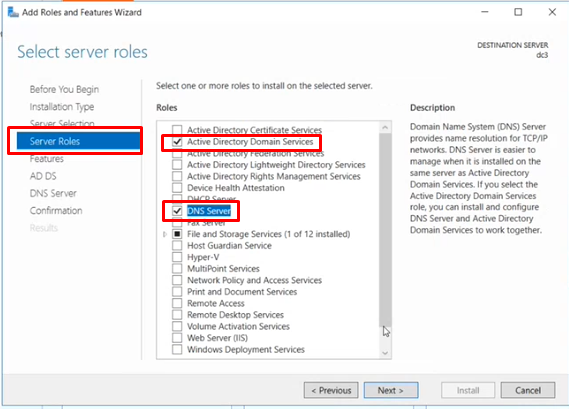 Add Roles and Features Wizard
Select server roles
DESTINATION SERVER
dc3
Before You Begin
Installation Type
Server Selection
Server Roles
Features
AD DS
DNS Server
Confirmation
Results
Select one or more roles to install on the selected server.
Roles
Active Directory Certificate Services
Active Directory Domain Services
Active Directory Federation Services
Active Directory Lightweight Directory Services
Active Directory Rights Management Services
Device Health Attestation
DHCP Server
DNS Server
Fax Server
File and Storage Services (1 of 12 installed)
Host Guardian Service
Hyper-V
MultiPoint Services
Network Policy and Access Services
Print and Document Services
Remote Access
Remote Desktop Services
Volume Activation Services
Web Server (IIS)
Windows Deployment Services
Description
Domain Name System (DNS) Server
provides name resolution for TCP/IP
networks. DNS Server is easier to
manage when it is installed on the
same server as Active Directory
Domain Services. If you select the
Active Directory Domain Services
role, you can install and configure
DNS Server and Active Directory
Domain Services to work together.
< Previous
Next >
Install
Cancel